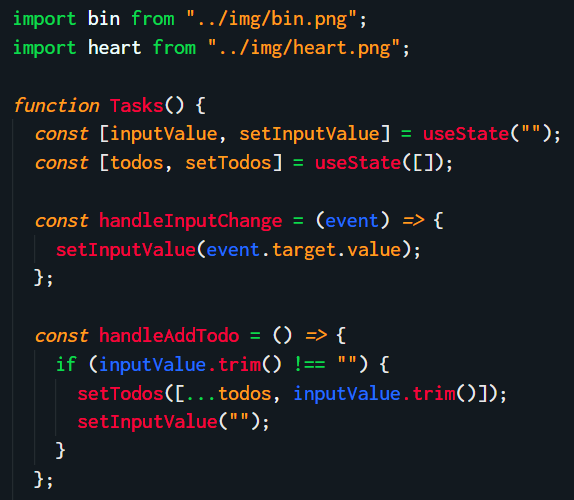 import bin from "../img/bin.png";
import heart from "../img/heart.png";

function Tasks() {
  const [inputValue, setInputValue] = useState("");
  const [todos, setTodos] = useState([]);

  const handleInputChange = (event) => {
    setInputValue(event.target.value);
  };

  const handleAddTodo = () => {
    if (inputValue.trim() !== "") {
      setTodos([...todos, inputValue.trim()]);
      setInputValue("");
    }
  };